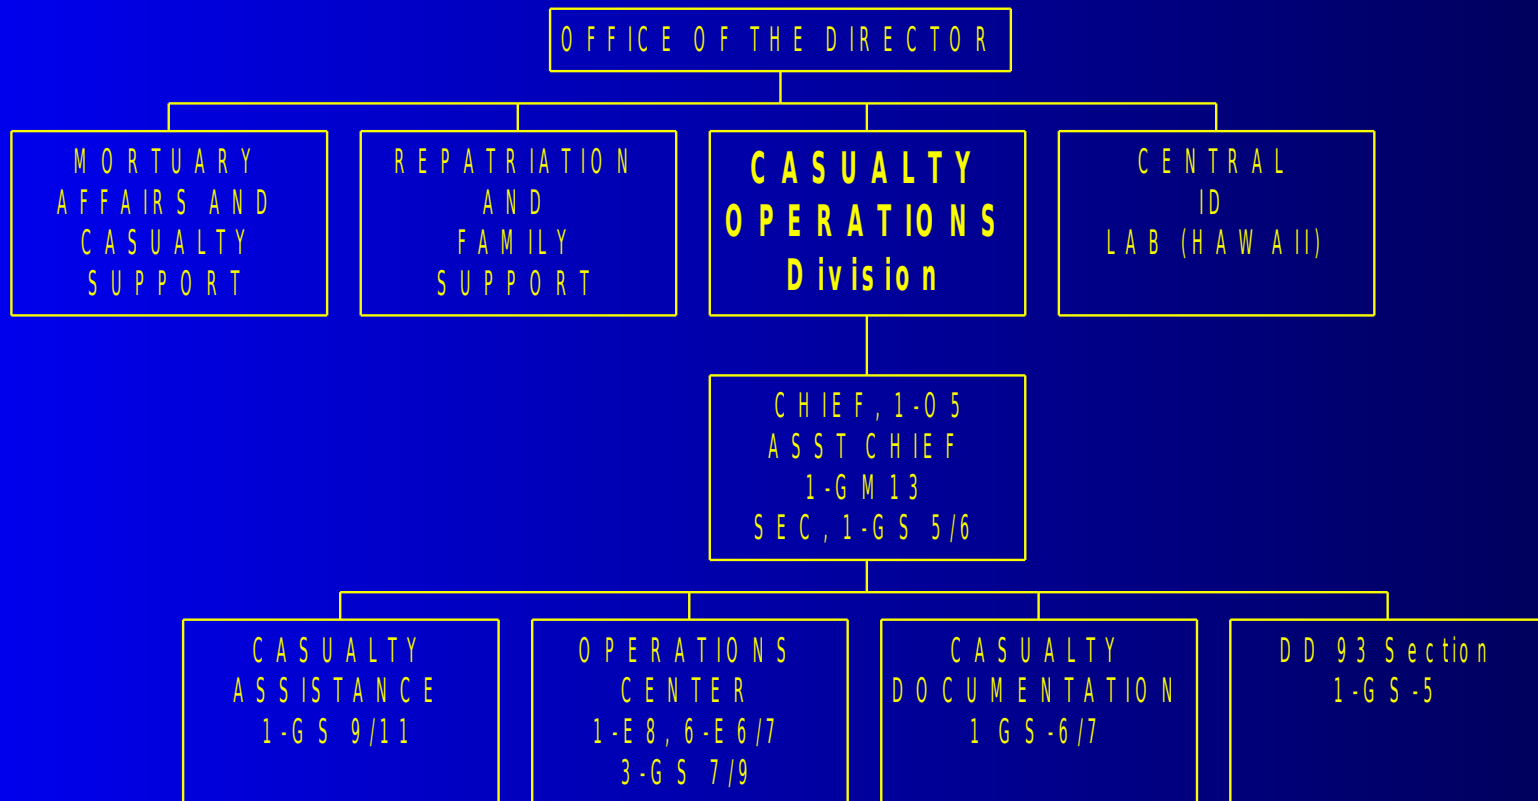 OFFICE OF THE DIRECTOR
MORTUARY
AFFAIRS AND
CASUALTY
SUPPORT
REPATRIATION
AND
FAMILY
SUPPORT
CASUALTY
OPERATIONS
Division
CENTRAL
ID
LAB (HAWAII)
CHIEF, 1-O5
ASST CHIEF
1-GM13
SEC, 1-GS 5/6
CASUALTY
ASSISTANCE
1-GS 9/11
OPERATIONS
CENTER
1-E8, 6-E6/7
3-GS 7/9
CASUALTY
DOCUMENTATION
1 GS-6/7
DD 93 Section
1-GS-5